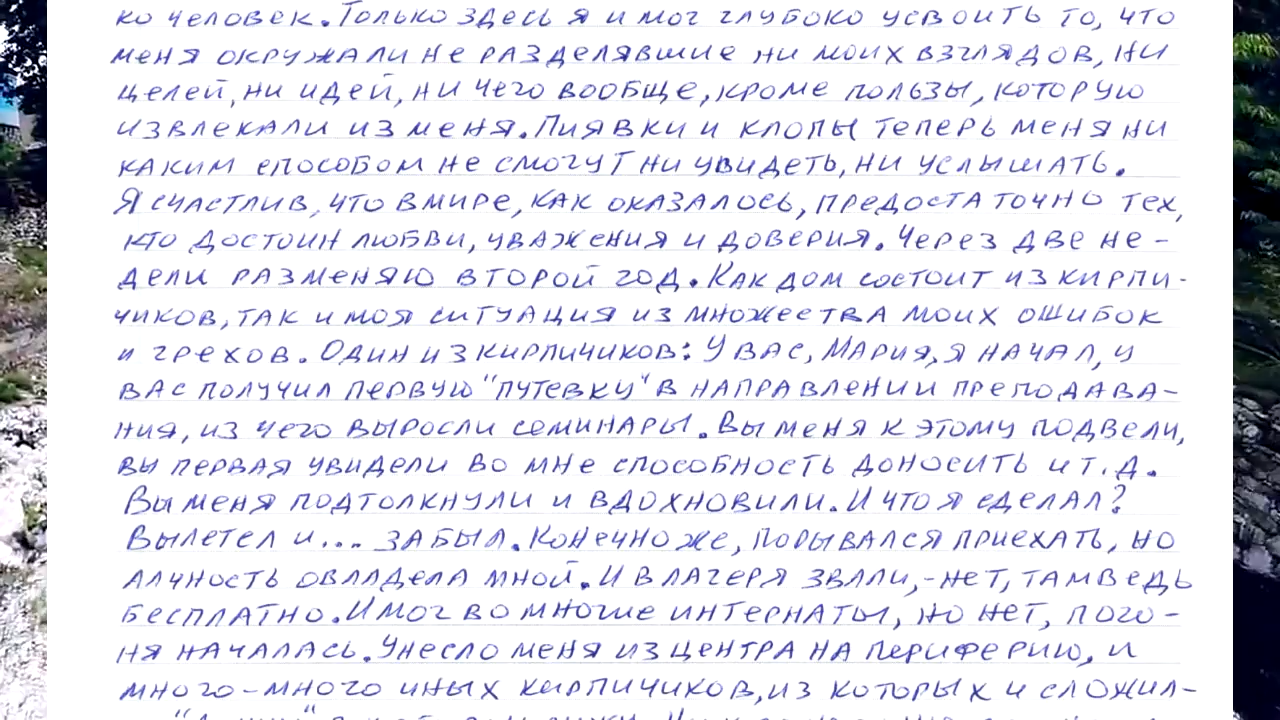 ко человек. Только здесь я и мог глубоко усвоить то, что
меня окружали не разделявшие ни моих взглядов, ни
целей, ни идей, ни чего вообще, кроме пользы, которую
извлекали из меня. Пиявки и клопы теперь меня ни
каким способом не смогут ни увидеть, ни услышать.
Я счастлив, что в мире, как оказалось, предостаточно тех,
кто достоин любви, уважения и доверия. Через две не-
дели разменяю второй год. Как дом состоит из кирпи-
чиков, так и моя ситуация из множества моих ошибок
и грехов. Один из кирпичиков: У вас, Мария, я начал, у
вас получил первую "путевку" в направлении преподава-
ния, из чего выросли семинары. Вы меня к этому подвели,
вы первая увидели во мне способность доносить и т.д.
Вы меня подтолкнули и вдохновили. И что я сделал?
Вылетел и... забыл. Конечно же, порывался приехать, но
алчность овладела мной. И в лагеря звали, - нет, там ведь
бесплатно. И мог во многие интернаты, но нет, пого-
ня началась. Унесло меня из центра на периферию, и
много-много иных кирпичиков, из которых и сложил-